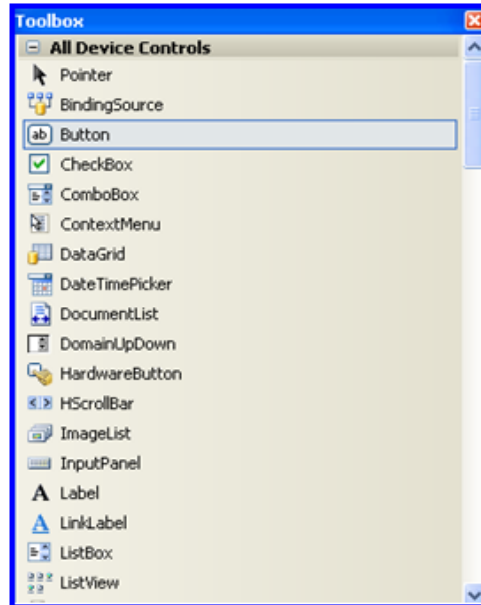 Toolbox
All Device Controls
Pointer
BindingSource
ab Button
CheckBox
ComboBox
ContextMenu
DataGrid
DateTimePicker
DocumentList
DomainUpDown
HardwareButton
HScrollBar
ImageList
InputPanel
A Label
A LinkLabel
ListBox
ListView